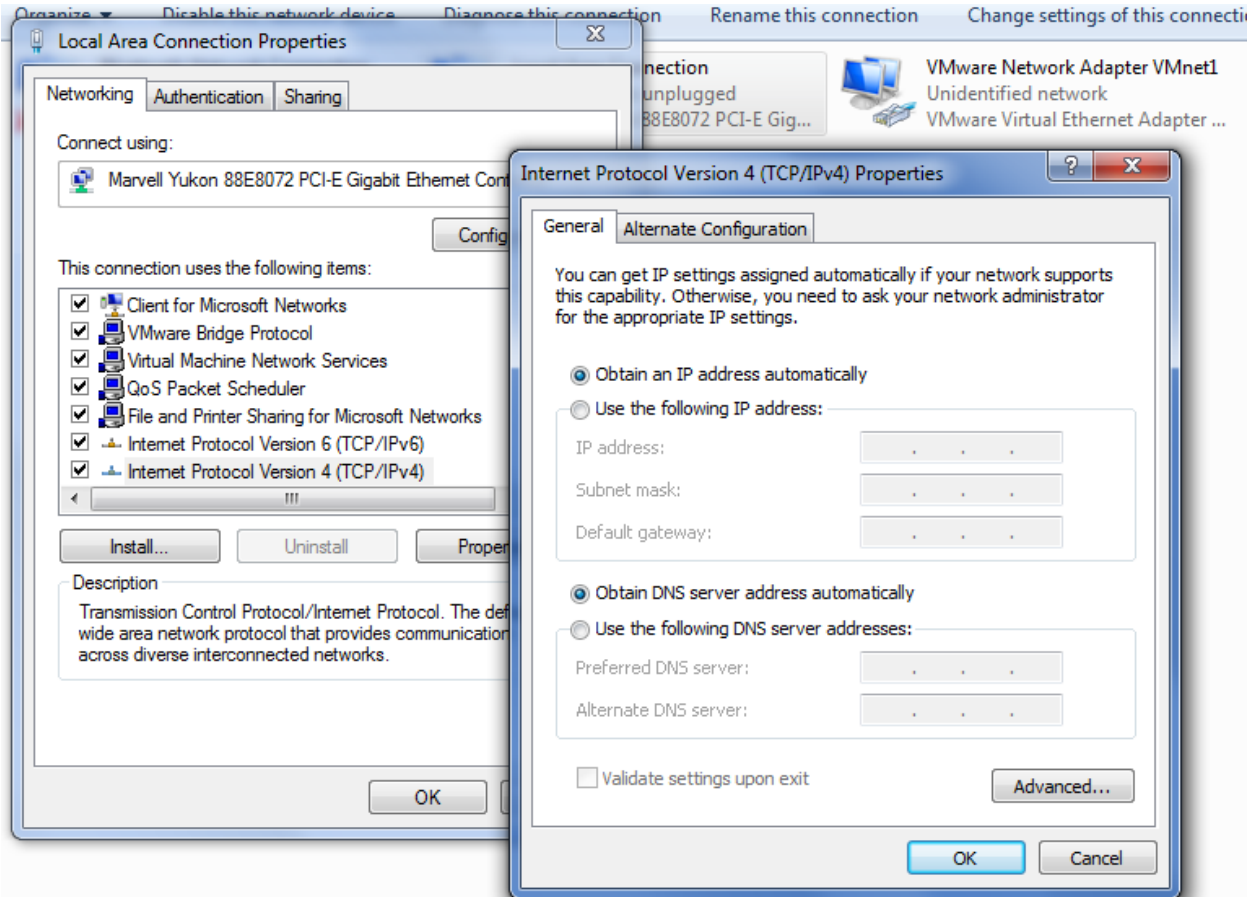 Organize Disable this network device Diagnose this connection Rename this connection Change settings of this connecti
Local Area Connection Properties
Networking Authentication Sharing
Connect using:
Marvell Yukon 88E8072 PCI-E Gigabit Ethernet Cont
Config
This connection uses the following items:
Client for Microsoft Networks
VMware Bridge Protocol
Virtual Machine Network Services
QoS Packet Scheduler
File and Printer Sharing for Microsoft Networks
Internet Protocol Version 6 (TCP/IPv6)
Internet Protocol Version 4 (TCP/IPv4)
Install... Uninstall Proper
Description
Transmission Control Protocol/Internet Protocol. The def
wide area network protocol that provides communication
across diverse interconnected networks.
OK
nnection
unplugged
88E8072 PCI-E Gig...
VMware Network Adapter VMnet1
Unidentified network
VMware Virtual Ethernet Adapter ...
Internet Protocol Version 4 (TCP/IPv4) Properties
General Alternate Configuration
You can get IP settings assigned automatically if your network supports
this capability. Otherwise, you need to ask your network administrator
for the appropriate IP settings.
Obtain an IP address automatically
Use the following IP address:
IP address: . . .
Subnet mask: . . .
Default gateway: . . .
Obtain DNS server address automatically
Use the following DNS server addresses:
Preferred DNS server: . . .
Alternate DNS server: . . .
Validate settings upon exit
Advanced...
OK Cancel